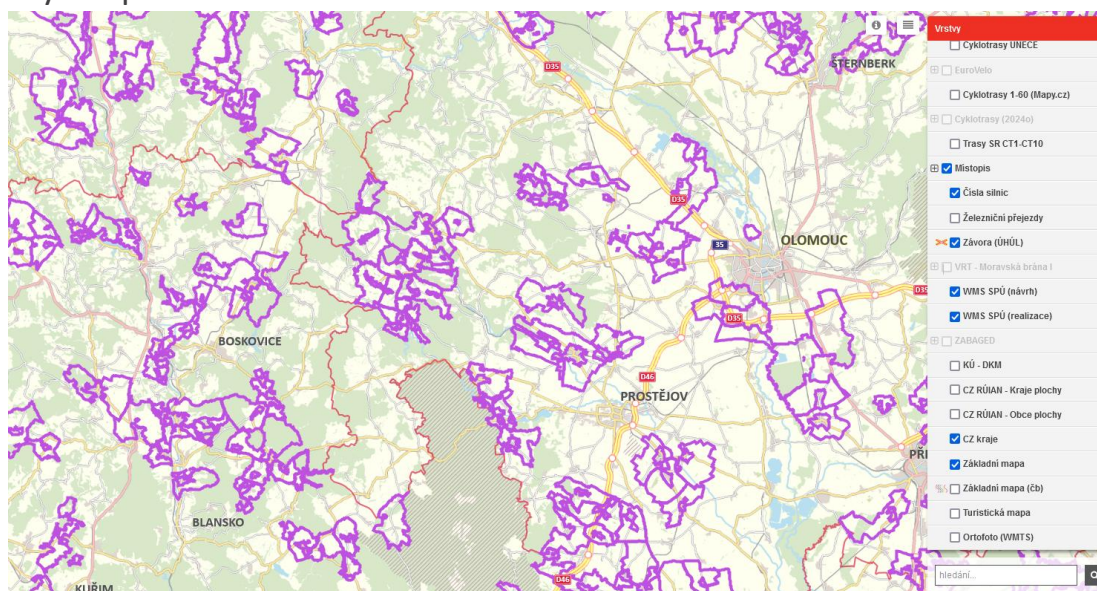 D35
ŠTERNBERK
D35
35
OLOMOUC
D35
D35
BOSKOVICE
D46
PROSTĚJOV
BLANSKO
D46
KUŘIM
Vrstvy
Cyklotrasy UNECE
EuroVelo
Cyklotrasy 1-60 (Mapy.cz)
Cyklotrasy (2024o)
Trasy SR CT1-CT10
Místopis
Čísla silnic
Železniční přejezdy
Závora (ÚHÚL)
VRT - Moravská brána I
WMS SPÚ (návrh)
WMS SPÚ (realizace)
ZABAGED
KÚ - DKM
CZ RÚIAN - Kraje plochy
CZ RÚIAN - Obce plochy
CZ kraje
Základní mapa
Základní mapa (čb)
Turistická mapa
Ortofoto (WMTS)
hledání...